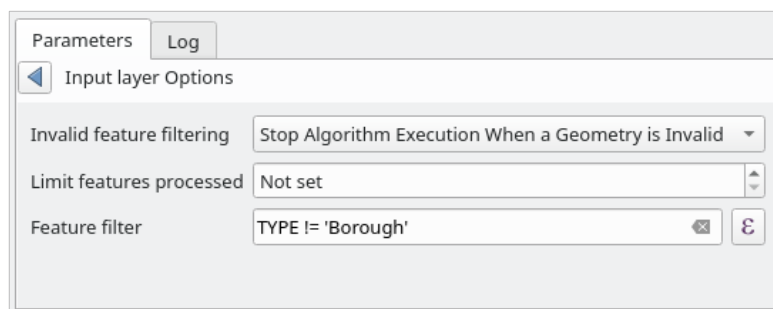 Parameters Log
Input layer Options
Invalid feature filtering Stop Algorithm Execution When a Geometry is Invalid
Limit features processed Not set
Feature filter TYPE != 'Borough' ε